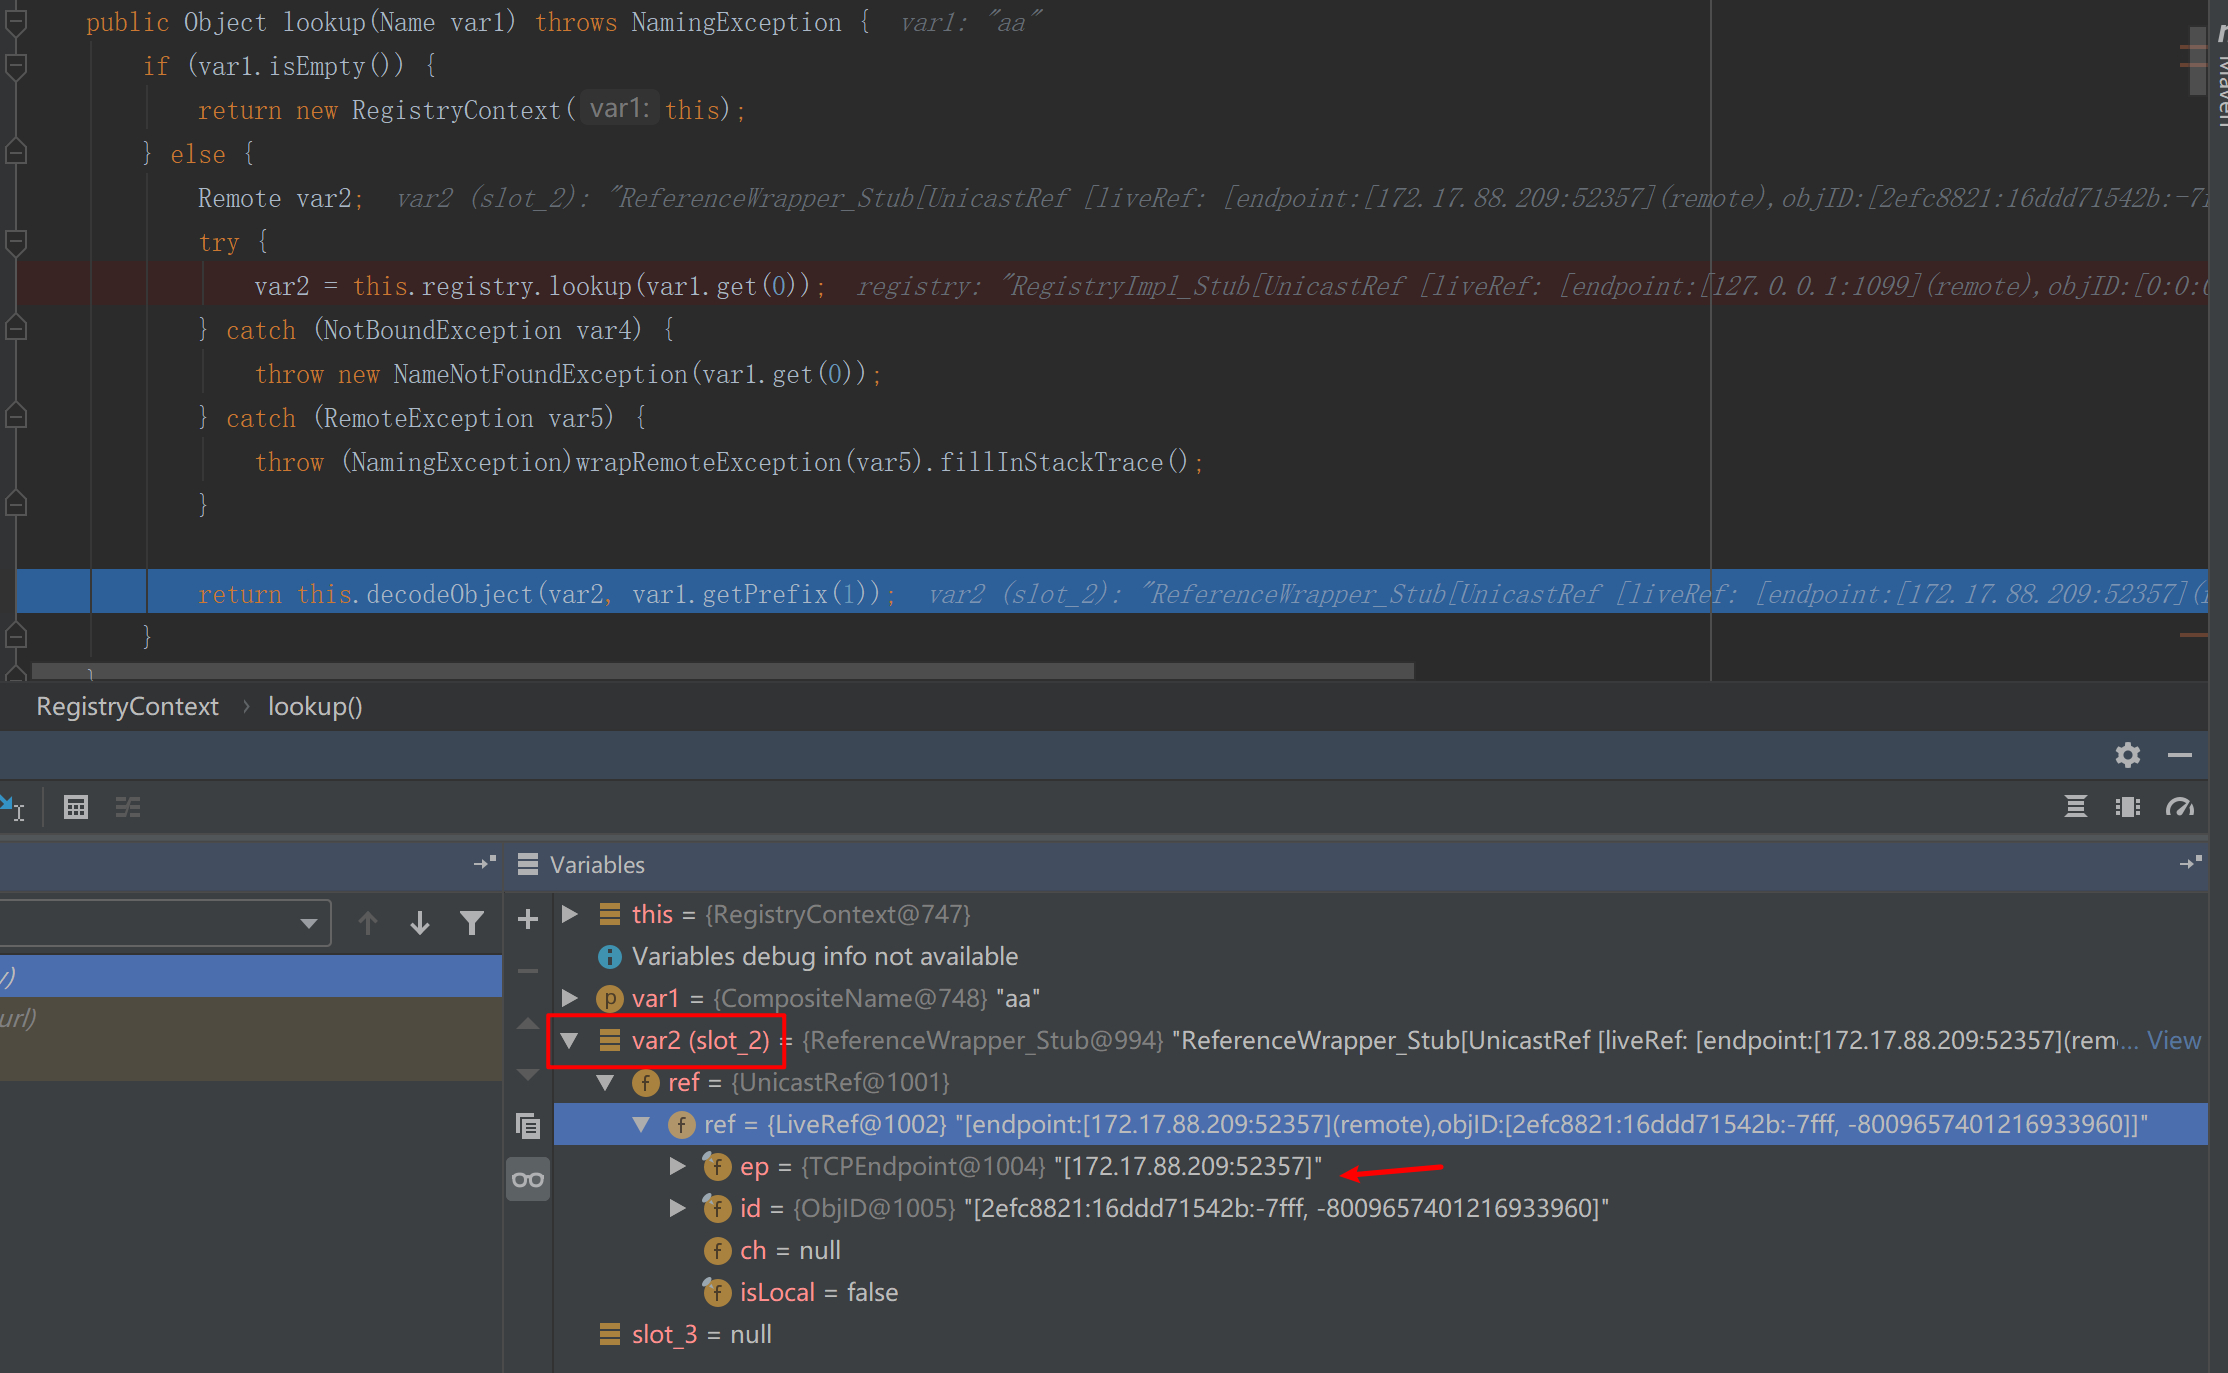 public Object lookup(Name var1) throws NamingException {  var1: "aa"
if (var1.isEmpty()) {
return new RegistryContext( var1: this);
} else {
Remote var2;  var2 (slot_2): "ReferenceWrapper_Stub[UnicastRef [liveRef: [endpoint:[172.17.88.209:52357](remote),objID:[2efc8821:16ddd71542b:-7f
try {
var2 = this.registry.lookup(var1.get(0));  registry: "RegistryImpl_Stub[UnicastRef [liveRef: [endpoint:[127.0.0.1:1099](remote),objID:[0:0:0
} catch (NotBoundException var4) {
throw new NameNotFoundException(var1.get(0));
} catch (RemoteException var5) {
throw (NamingException)wrapRemoteException(var5).fillInStackTrace();
}
return this.decodeObject(var2, var1.getPrefix(1));  var2 (slot_2): "ReferenceWrapper_Stub[UnicastRef [liveRef: [endpoint:[172.17.88.209:52357](r
}
}
Maven
RegistryContext › lookup()
Variables
this = {RegistryContext@747}
Variables debug info not available
var1 = {CompositeName@748} "aa"
var2 (slot_2) = {ReferenceWrapper_Stub@994} "ReferenceWrapper_Stub[UnicastRef [liveRef: [endpoint:[172.17.88.209:52357](rem... View
ref = {UnicastRef@1001}
ref = {LiveRef@1002} "[endpoint:[172.17.88.209:52357](remote),objID:[2efc8821:16ddd71542b:-7fff, -8009657401216933960]]"
ep = {TCPEndpoint@1004} "[172.17.88.209:52357]"
id = {ObjID@1005} "[2efc8821:16ddd71542b:-7fff, -8009657401216933960]"
ch = null
isLocal = false
slot_3 = null
y)
url)